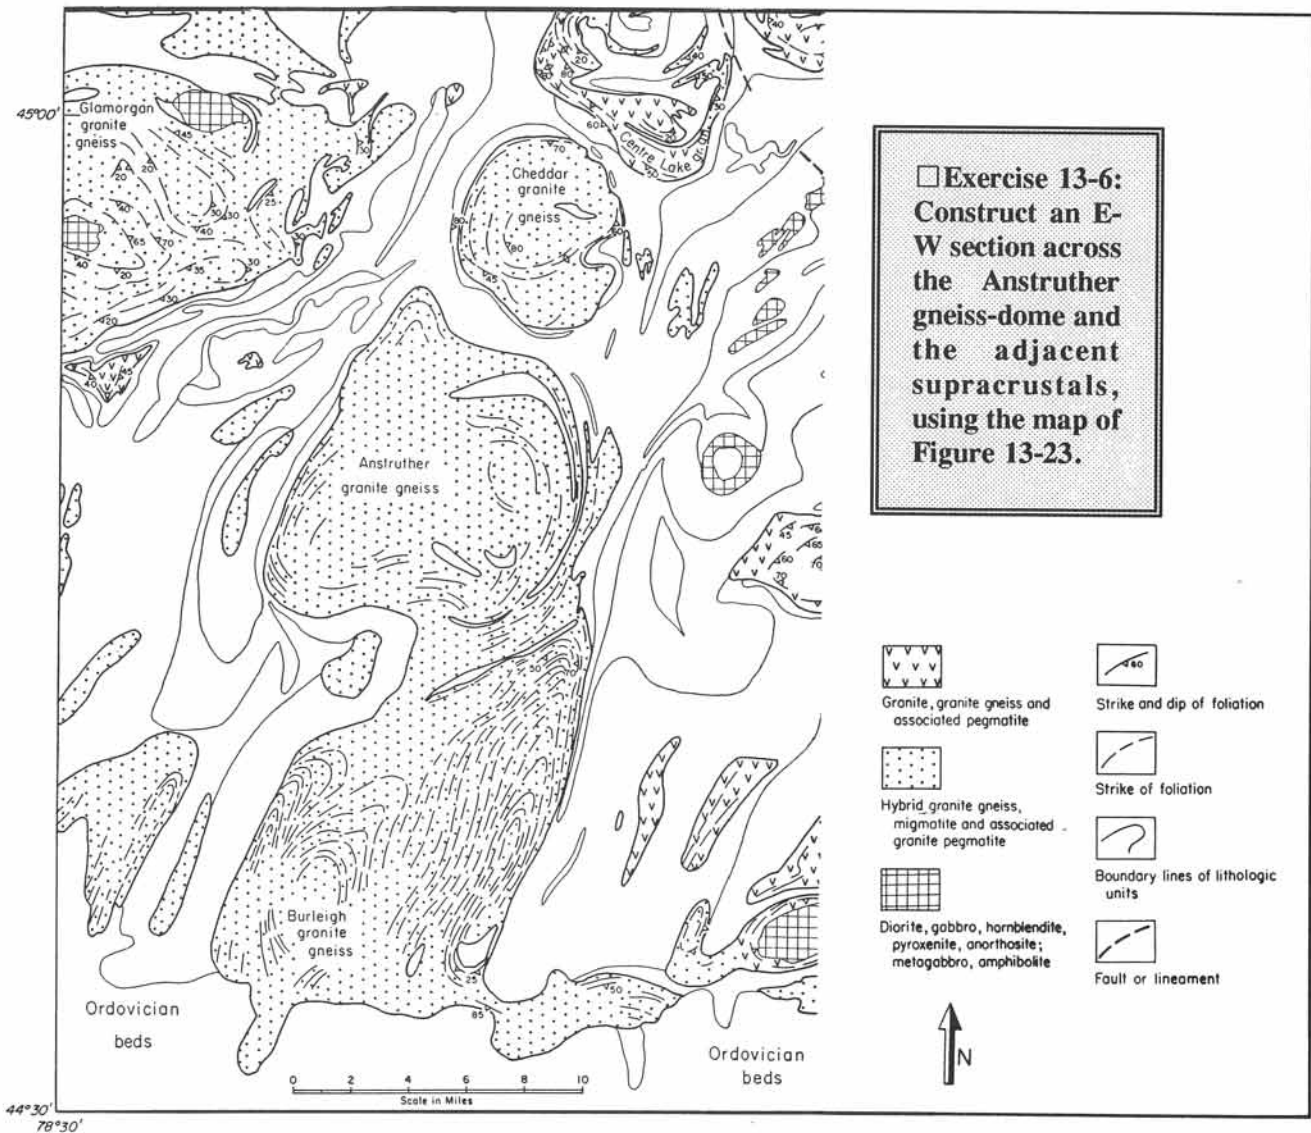 45°00'
Glamorgan
granite
gneiss
Cheddar
granite
gneiss
Centre Lake gr. gn.
Anstruther
granite gneiss
Burleigh
granite
gneiss
Ordovician
beds
Ordovician
beds
0 2 4 6 8 10
Scale in Miles
44°30'
78°30'
□Exercise 13-6:
Construct an E-
W section across
the Anstruther
gneiss-dome and
the adjacent
supracrustals,
using the map of
Figure 13-23.
Granite, granite gneiss and
associated pegmatite
Hybrid granite gneiss,
migmatite and associated
granite pegmatite
Diorite, gabbro, hornblendite,
pyroxenite, anorthosite;
metagabbro, amphibolite
60
Strike and dip of foliation
Strike of foliation
Boundary lines of lithologic
units
Fault or lineament
N